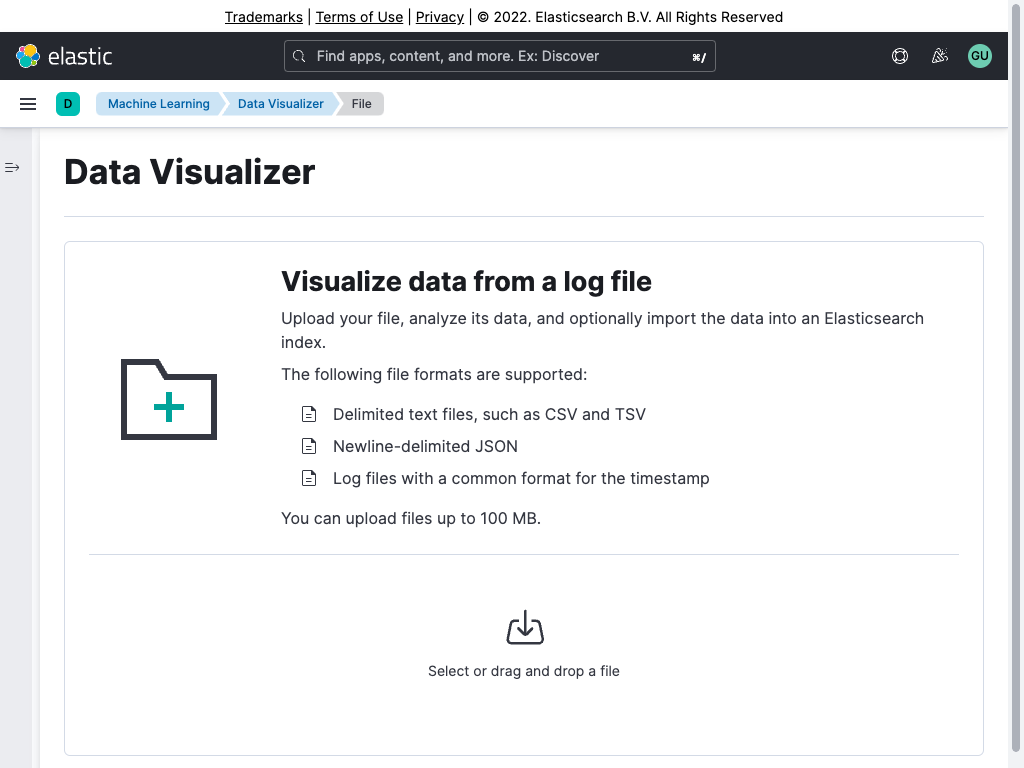 Trademarks | Terms of Use | Privacy | © 2022. Elasticsearch B.V. All Rights Reserved
elastic
Find apps, content, and more. Ex: Discover
⌘/
GU
D
Machine Learning
Data Visualizer
File
Data Visualizer
Visualize data from a log file
Upload your file, analyze its data, and optionally import the data into an Elasticsearch
index.
The following file formats are supported:
Delimited text files, such as CSV and TSV
Newline-delimited JSON
Log files with a common format for the timestamp
You can upload files up to 100 MB.
Select or drag and drop a file